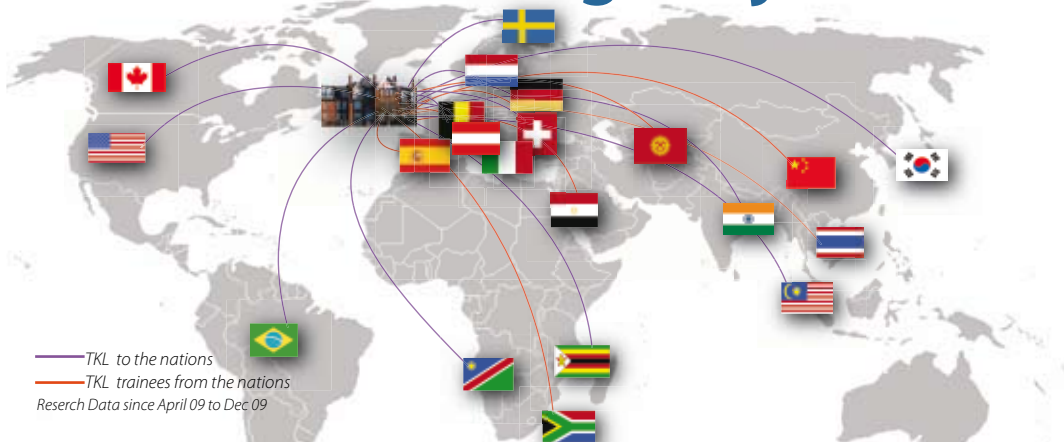 TKL to the nations
TKL trainees from the nations
Reserch Data since April 09 to Dec 09